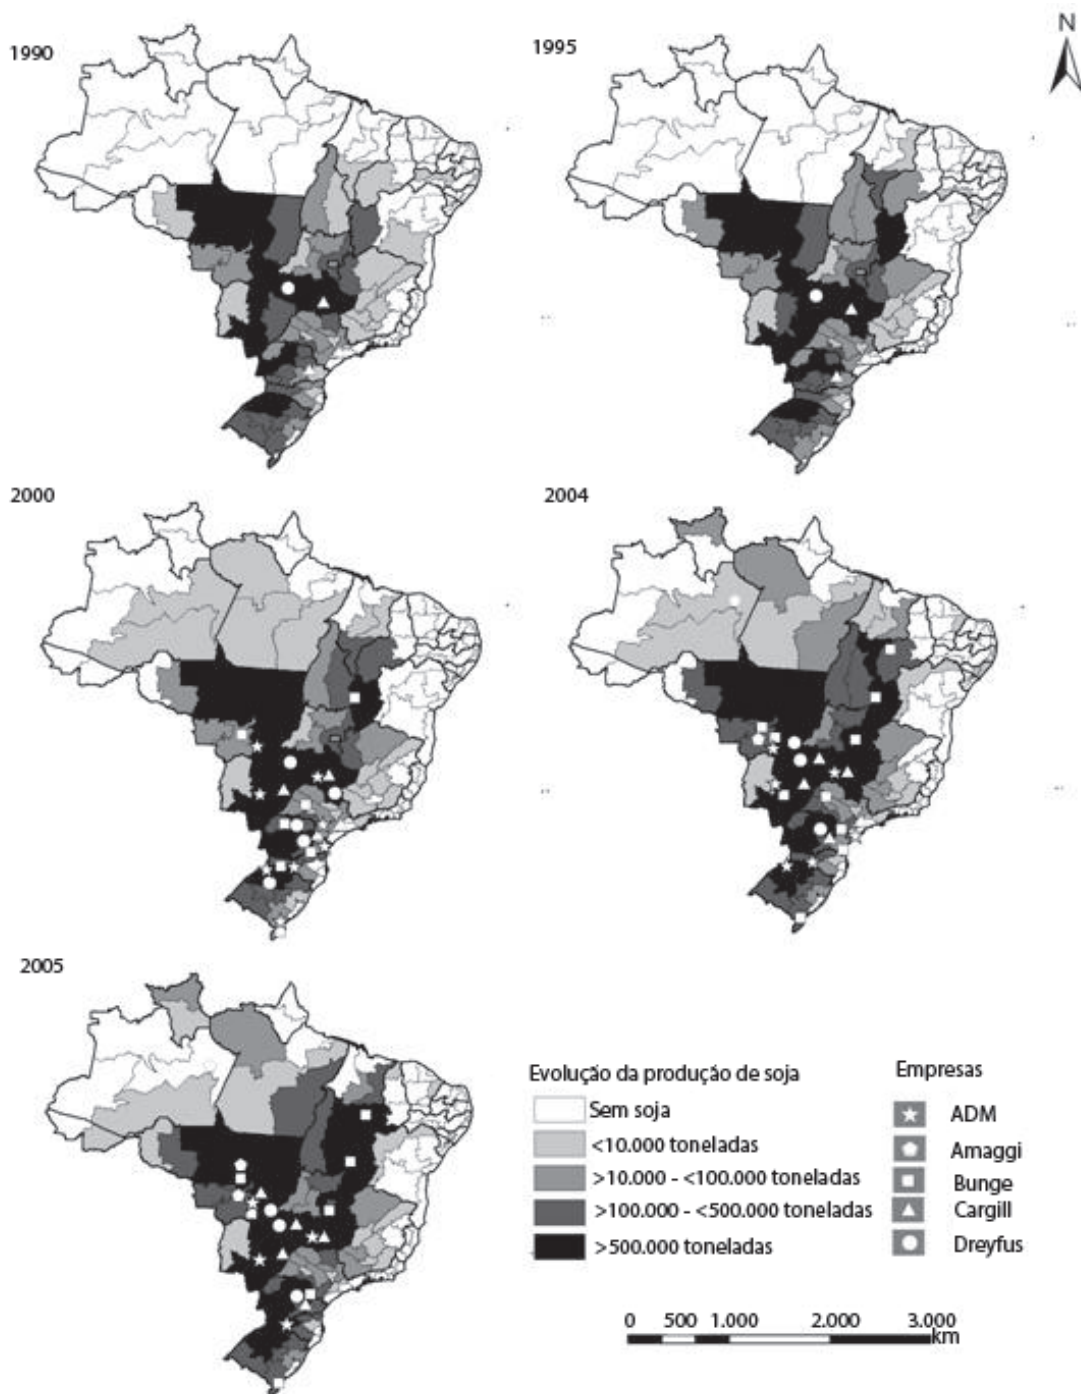 1990
1995
N
2000
2004
2005
Evolução da produção de soja
Sem soja
<10.000 toneladas
>10.000 - <100.000 toneladas
>100.000 - <500.000 toneladas
>500.000 toneladas
Empresas
ADM
Amaggi
Bunge
Cargill
Dreyfus
0 500 1.000 2.000 3.000
km